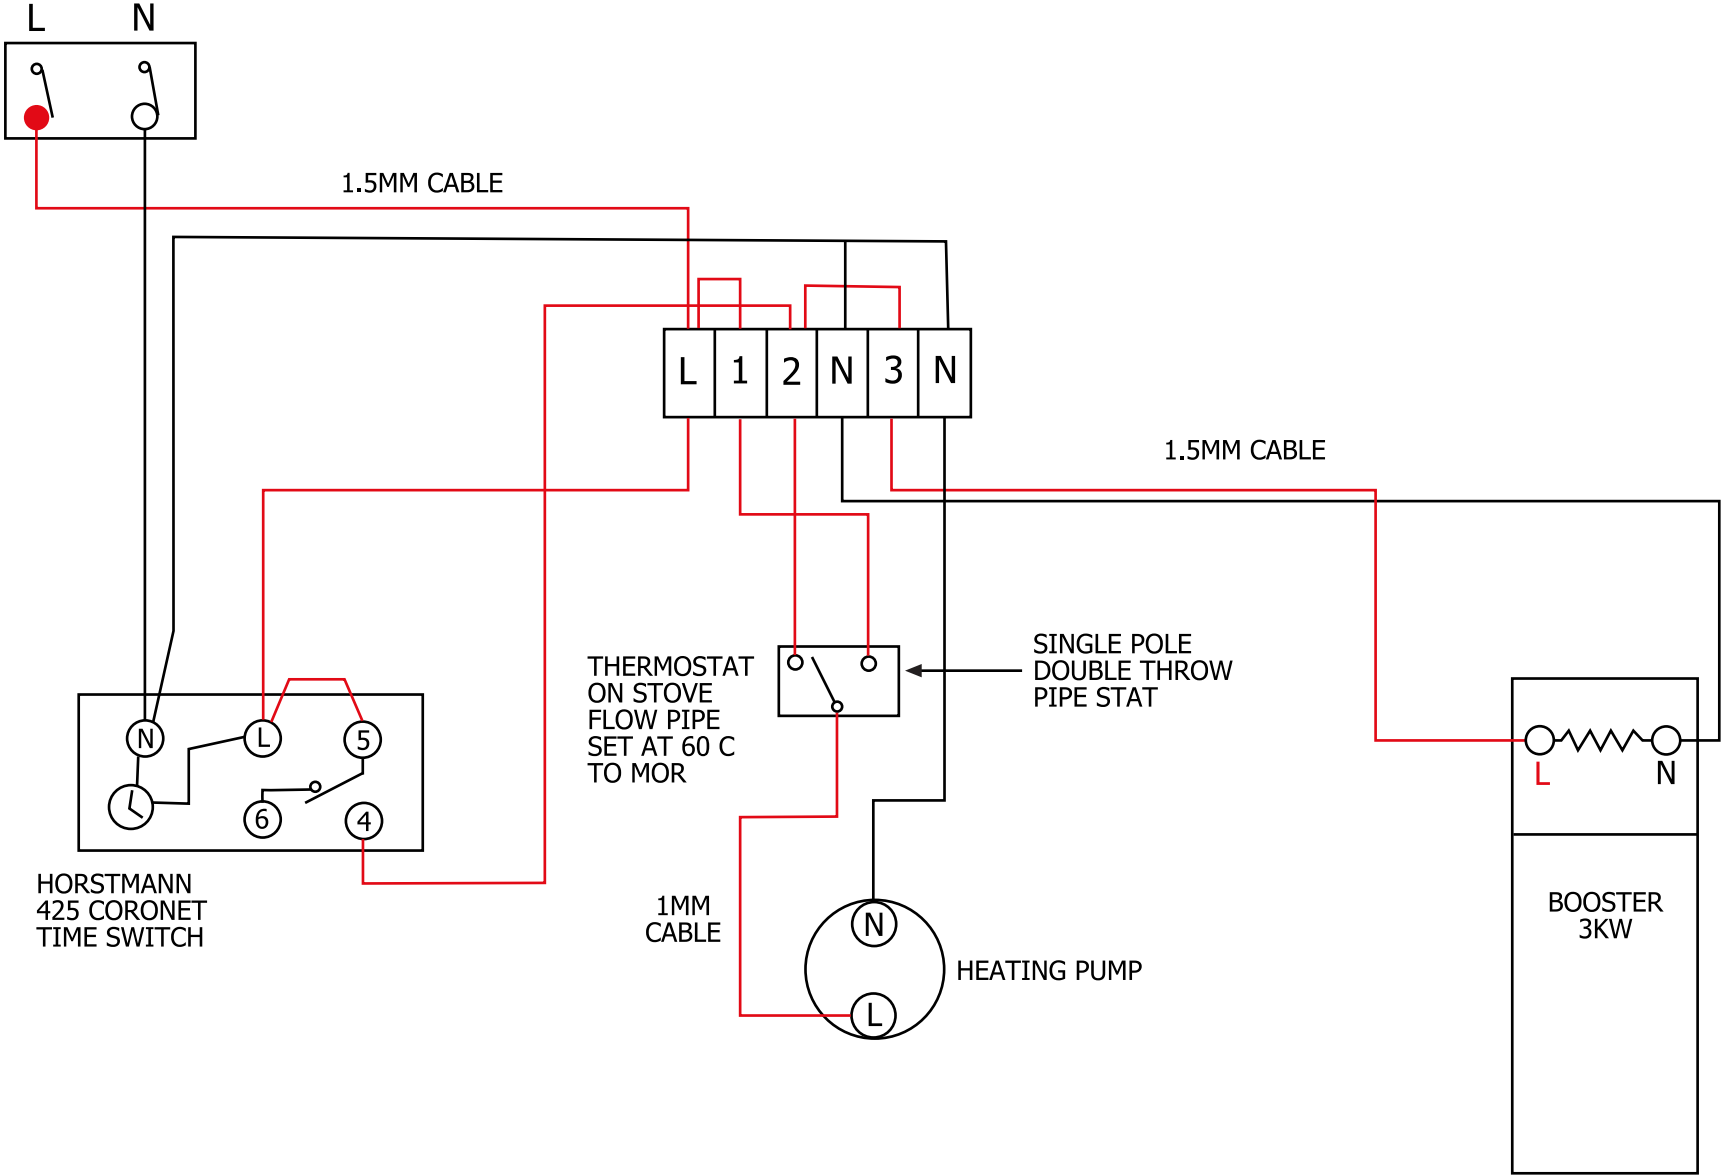 L N
1.5MM CABLE
L 1 2 N 3 N
1.5MM CABLE
THERMOSTAT
ON STOVE
FLOW PIPE
SET AT 60 C
TO MOR
SINGLE POLE
DOUBLE THROW
PIPE STAT
N L 5
6 4
HORSTMANN
425 CORONET
TIME SWITCH
1MM
CABLE
N
L
HEATING PUMP
L N
BOOSTER
3KW